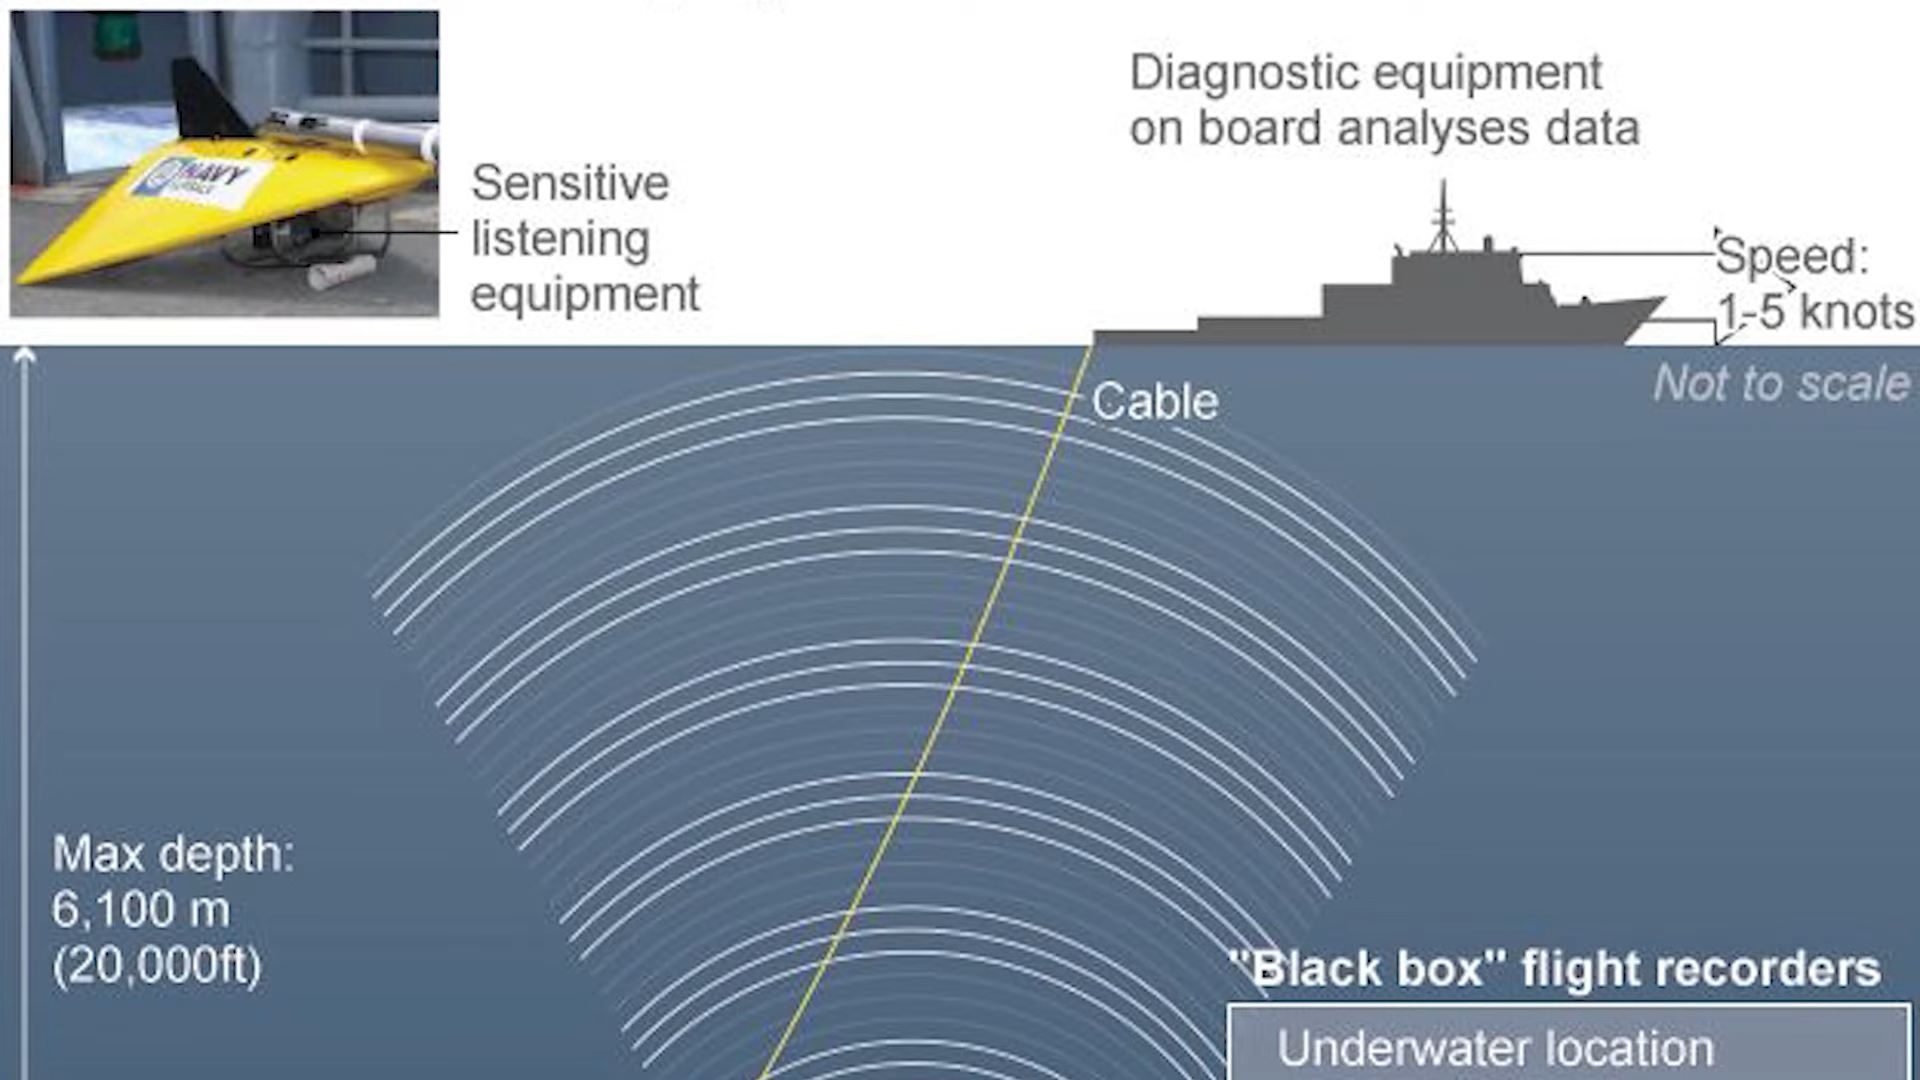 NAVY
Sensitive
listening
equipment
Diagnostic equipment
on board analyses data
Speed:
1-5 knots
Not to scale
Cable
Max depth:
6,100 m
(20,000ft)
"Black box" flight recorders
Underwater location